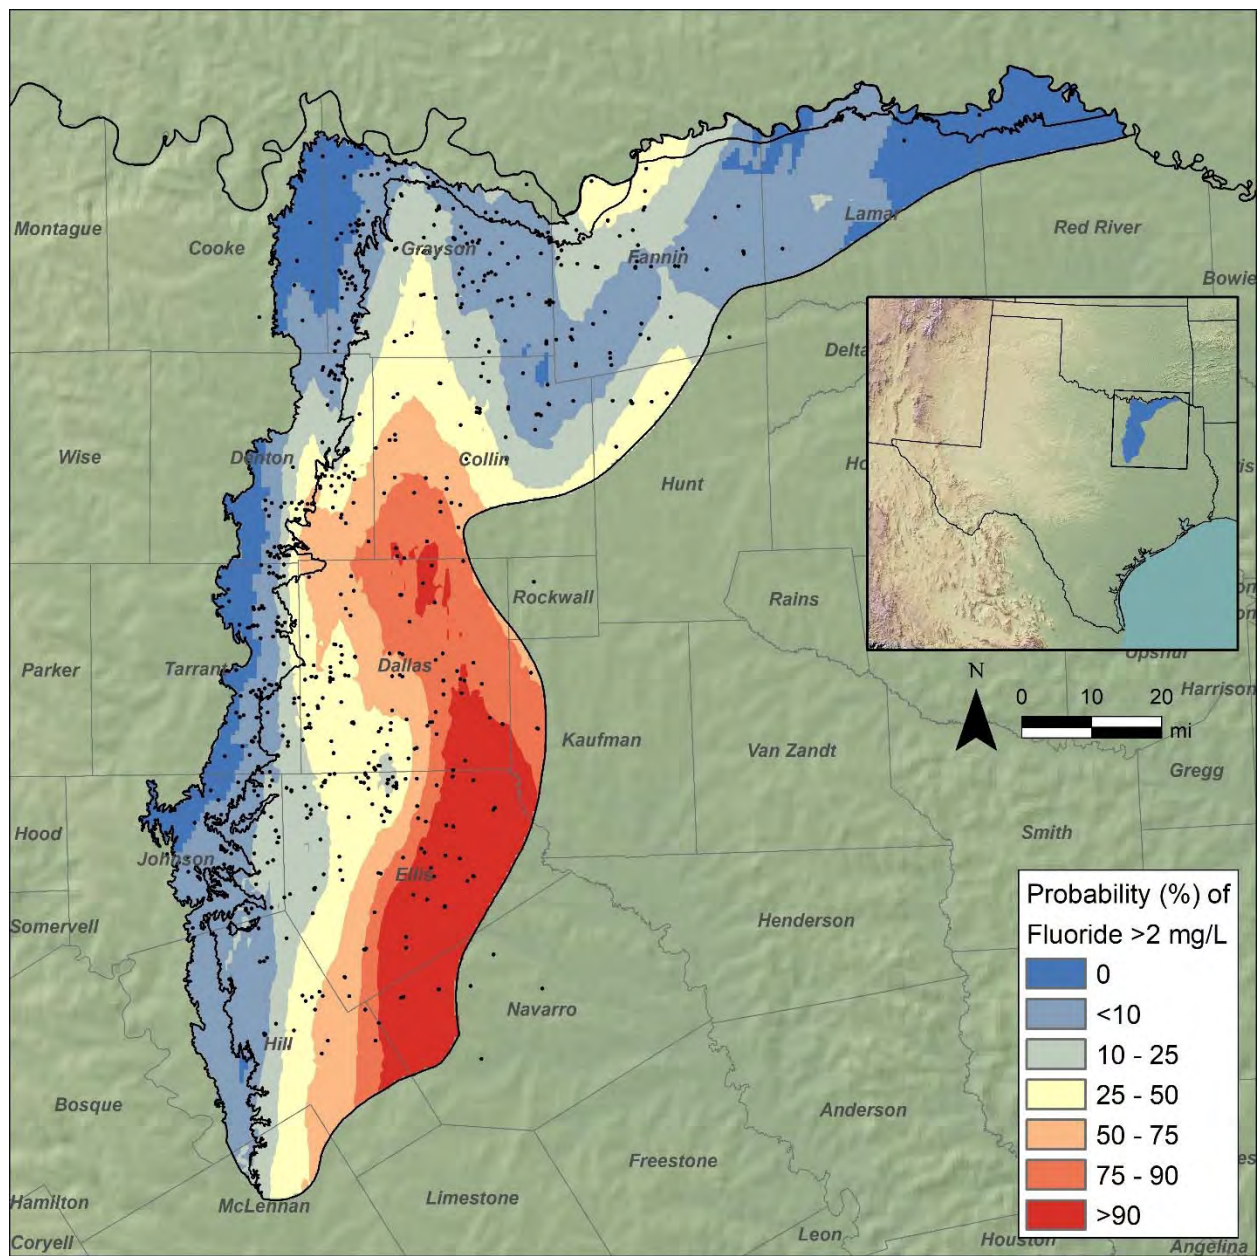 Montague
Cooke
Grayson
Fannin
Lamar
Red River
Bowie
Delta
Wise
Denton
Collin
Hunt
Ho
Parker
Tarrant
Dallas
Rockwall
Rains
Upshur
Harrison
Kaufman
Van Zandt
Gregg
Hood
Johnson
Ellis
Smith
Somervell
Henderson
Navarro
Hill
Bosque
Anderson
Freestone
Hamilton
McLennan
Limestone
Coryell
Leon
Houston
Angelina
N
0 10 20
mi
Probability (%) of
Fluoride >2 mg/L
0
<10
10 - 25
25 - 50
50 - 75
75 - 90
>90